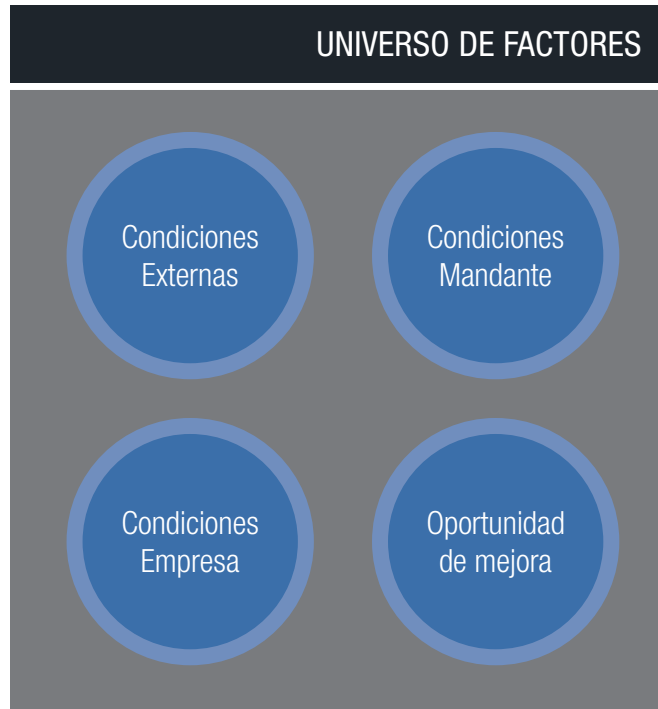 UNIVERSO DE FACTORES
Condiciones
Externas
Condiciones
Mandante
Condiciones
Empresa
Oportunidad
de mejora